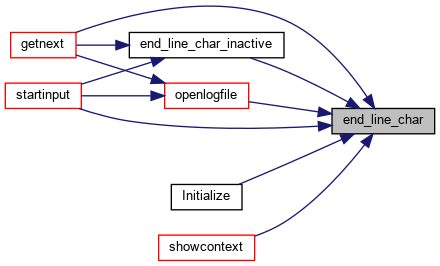 getnext
end_line_char_inactive
startinput
openlogfile
end_line_char
Initialize
showcontext